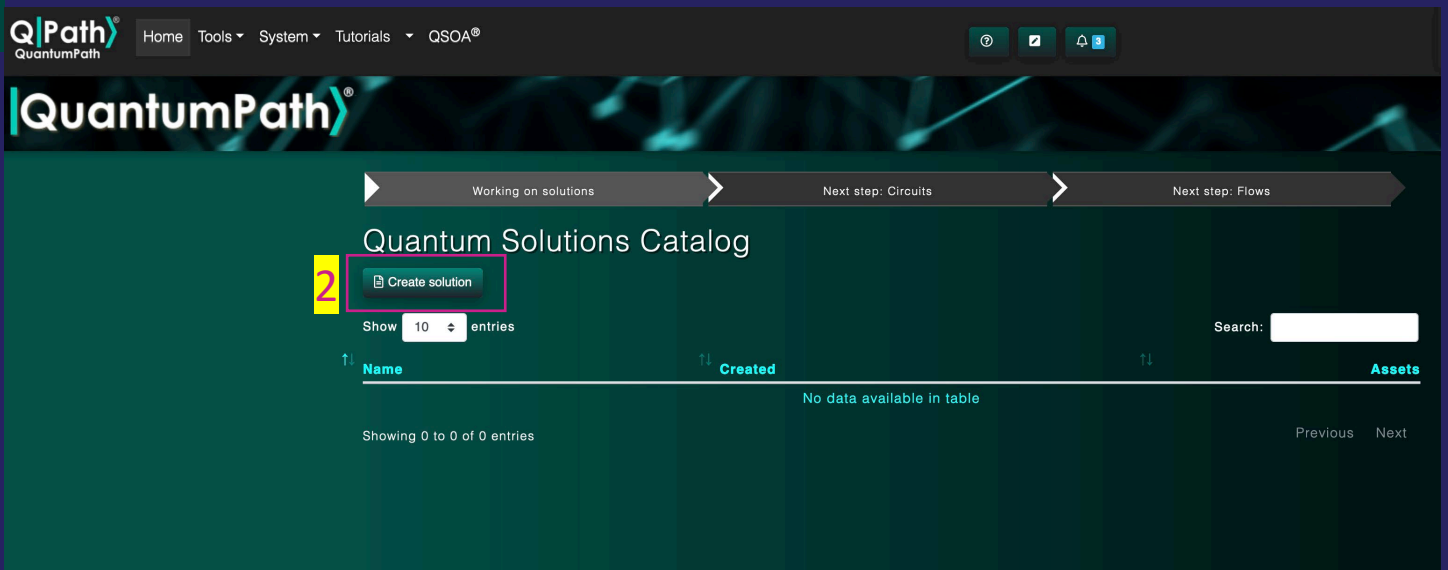 Q|Path⟩®
QuantumPath
Home Tools System Tutorials QSOA®
3
|QuantumPath⟩®
Working on solutions
Next step: Circuits
Next step: Flows
Quantum Solutions Catalog
2
Create solution
Show 10 entries
Search:
Name Created Assets
No data available in table
Showing 0 to 0 of 0 entries
Previous Next